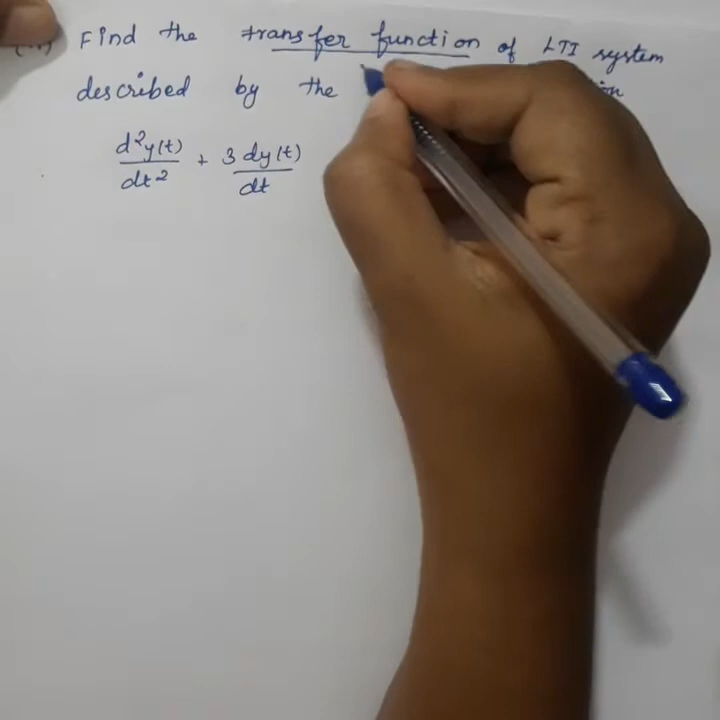 Find the transfer function of LTI system
described by the
d²y(t)/dt² + 3 dy(t)/dt